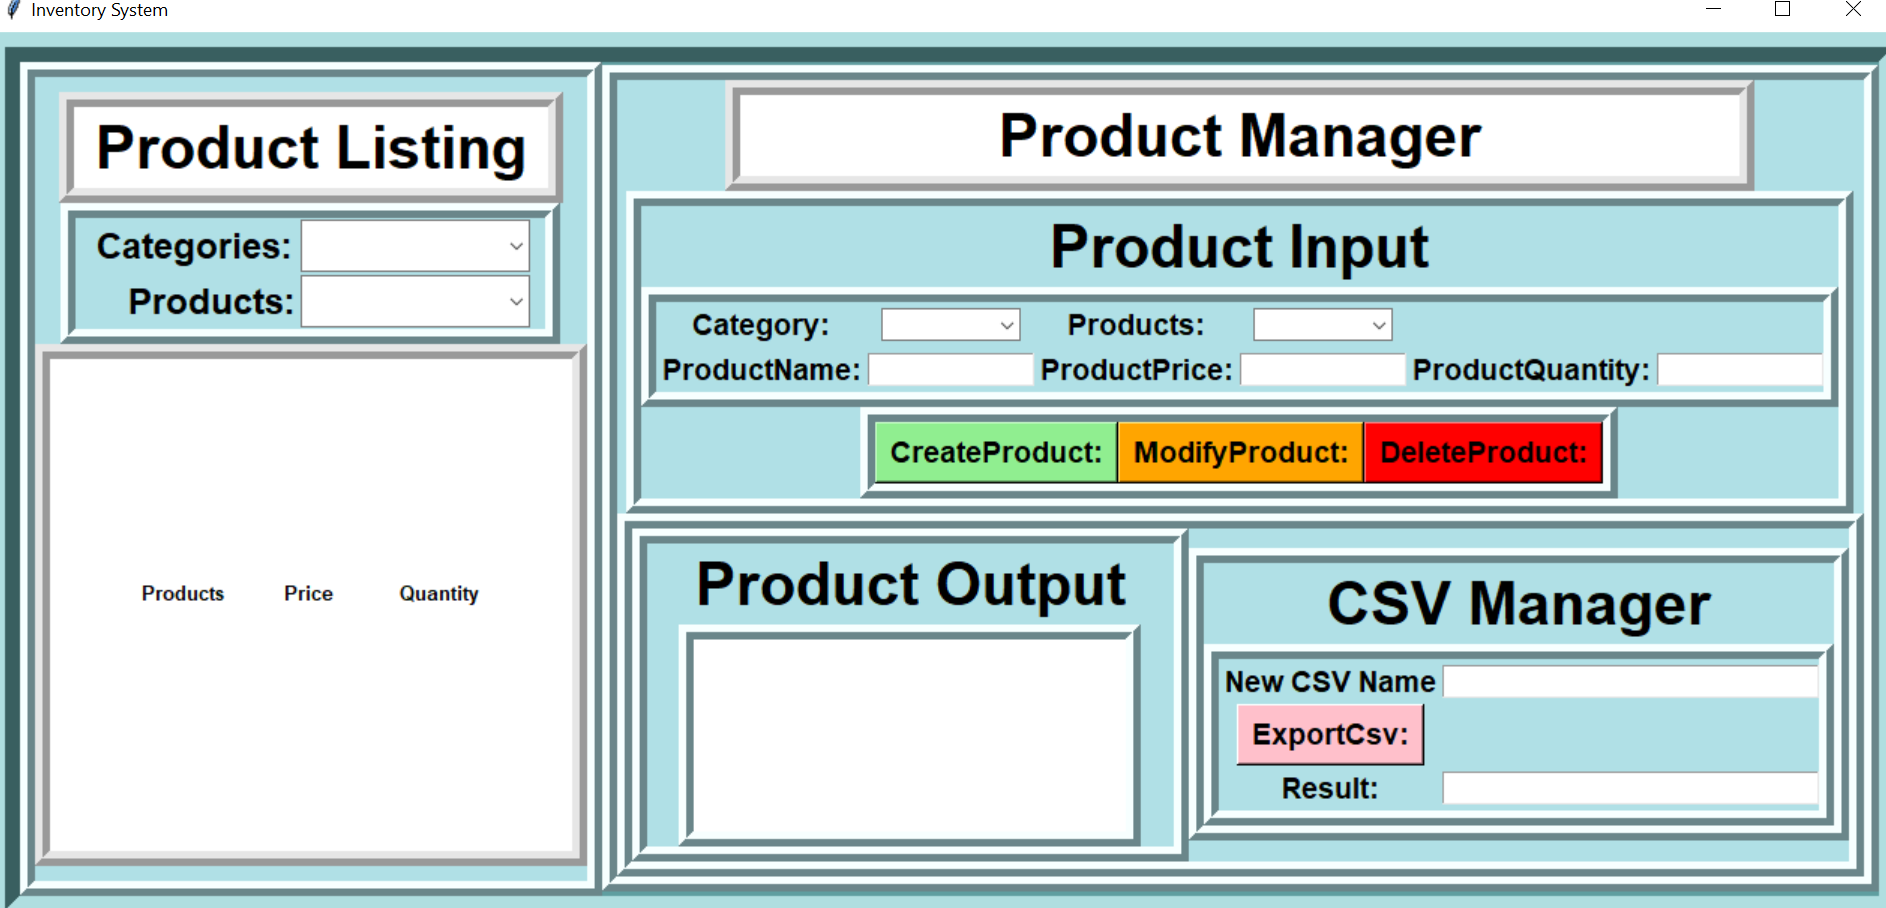 Inventory System
Product Listing
Categories:
Products:
Products Price Quantity
Product Manager
Product Input
Category: Products:
ProductName: ProductPrice: ProductQuantity:
CreateProduct: ModifyProduct: DeleteProduct:
Product Output
CSV Manager
New CSV Name
ExportCsv:
Result: